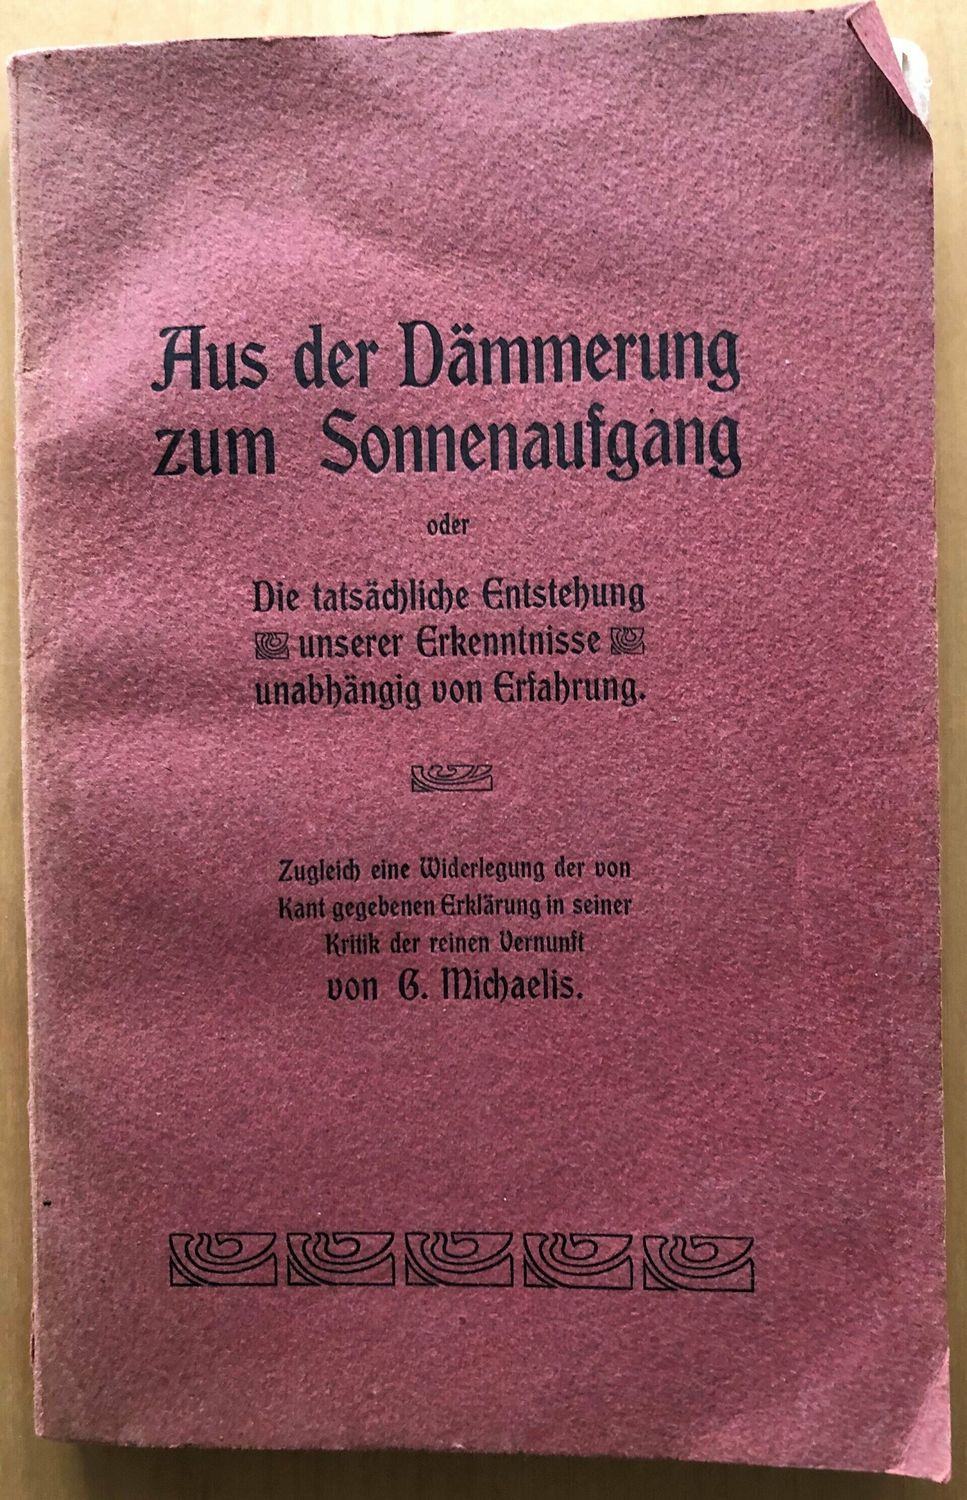 Aus der Dämmerung
zum Sonnenaufgang
oder
Die tatsächliche Entstehung
unserer Erkenntnisse
unabhängig von Erfahrung.
Zugleich eine Widerlegung der von
Kant gegebenen Erklärung in seiner
Kritik der reinen Vernunft
von G. Michaelis.